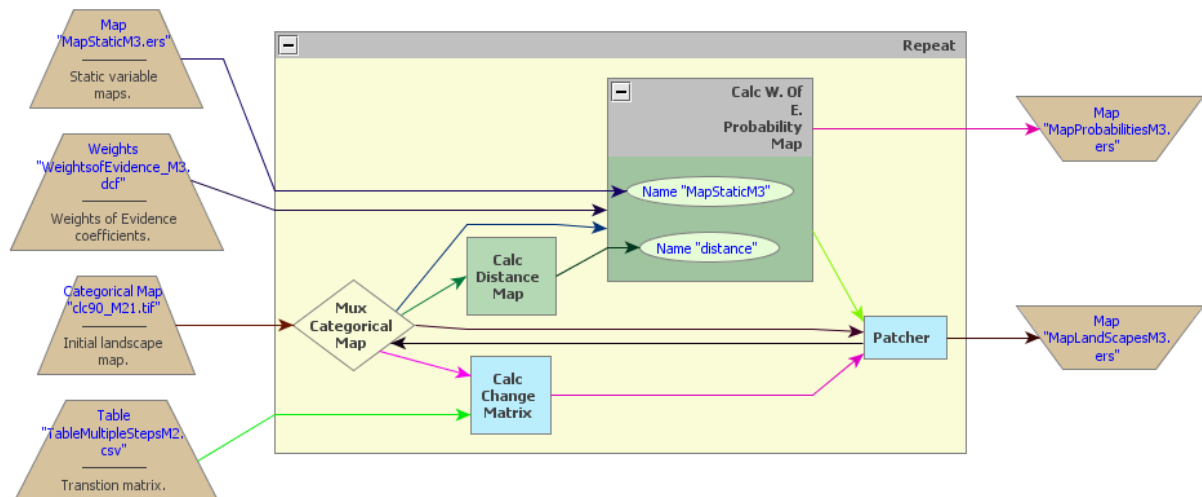 Map
"MapStaticM3.ers"
Static variable
maps.
Weights
"WeightsofEvidence_M3.
dcf"
Weights of Evidence
coefficients.
Categorical Map
"clc90_M21.tif"
Initial landscape
map.
Table
"TableMultipleStepsM2.
csv"
Transtion matrix.
Repeat
Calc W. Of
E.
Probability
Map
Name "MapStaticM3"
Name "distance"
Calc
Distance
Map
Mux
Categorical
Map
Calc
Change
Matrix
Patcher
Map
"MapProbabilitiesM3.
ers"
Map
"MapLandScapesM3.
ers"